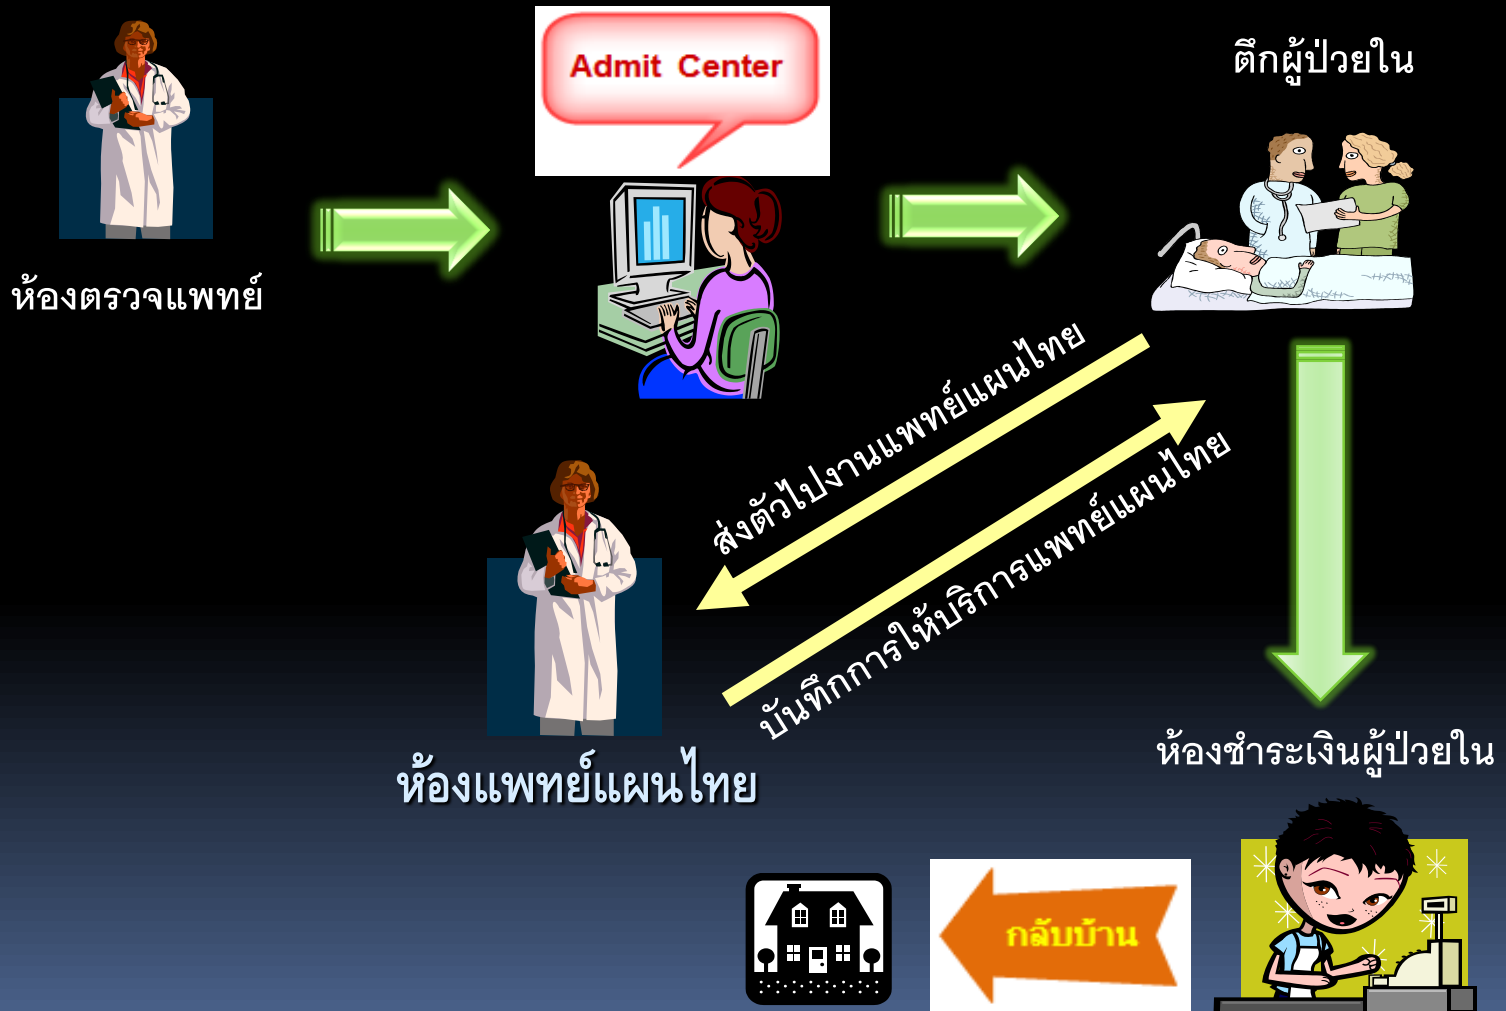 Admit Center
ตึกผู้ป่วยใน
ห้องตรวจแพทย์
ส่งตัวไปงานแพทย์แผนไทย
บันทึกการให้บริการแพทย์แผนไทย
ห้องแพทย์แผนไทย
ห้องชำระเงินผู้ป่วยใน
กลับบ้าน